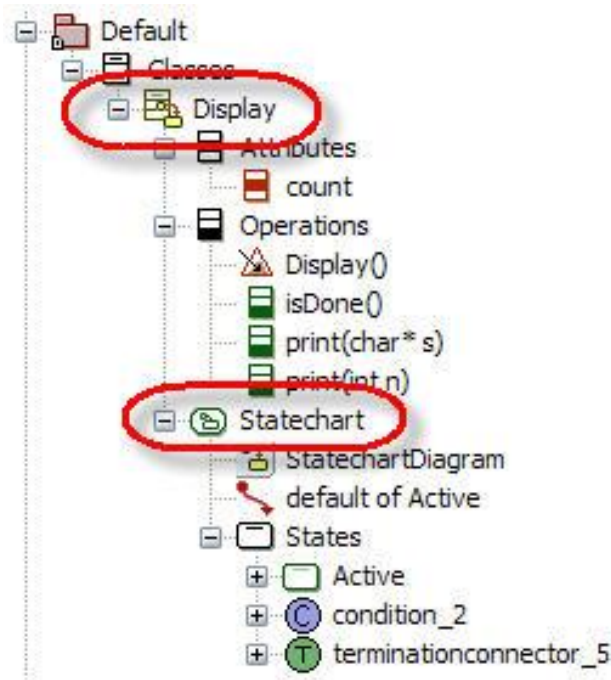 Default
Classes
Display
Attributes
count
Operations
Display()
isDone()
print(char* s)
print(int n)
Statechart
StatechartDiagram
default of Active
States
Active
C condition_2
T terminationconnector_5